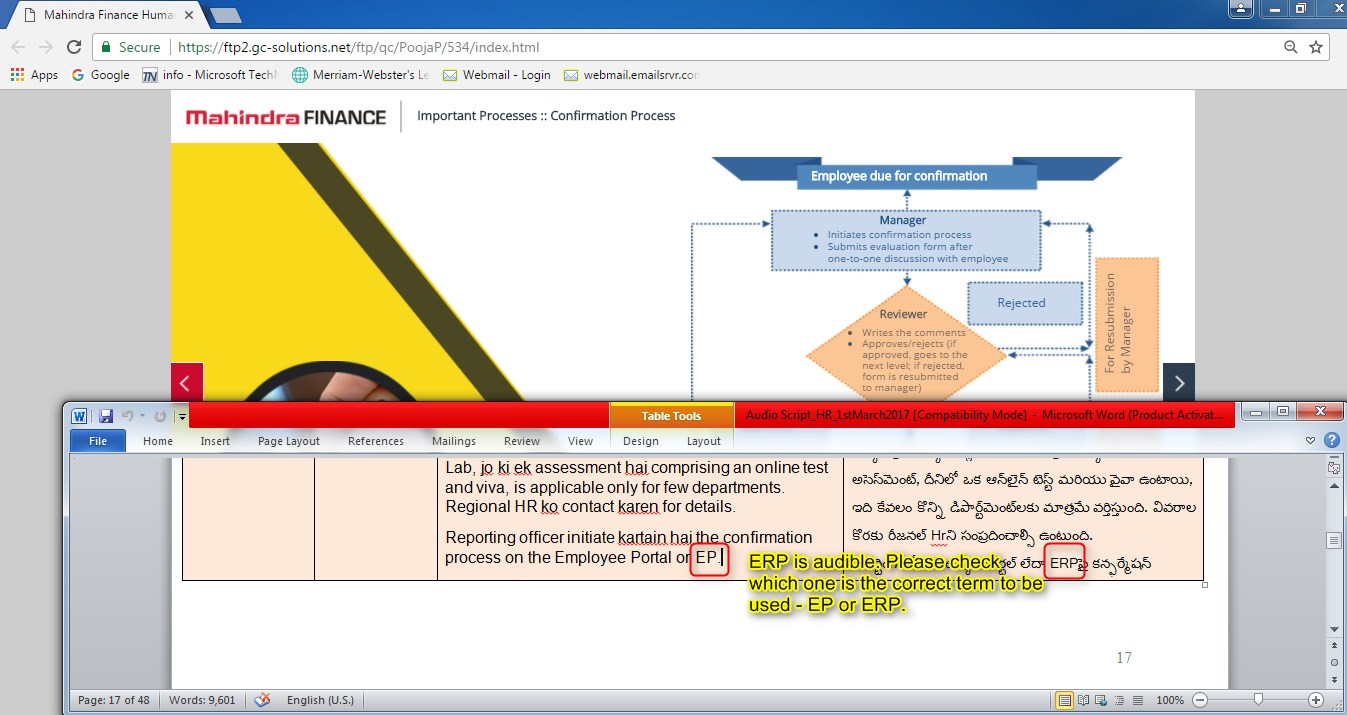 Mahindra Finance Human
Secure https://ftp2.gc-solutions.net/ftp/qc/PoojaP/534/index.html
Apps Google info - Microsoft Tech Merriam-Webster's Le Webmail - Login webmail.emailsrvr.con
Mahindra FINANCE Important Processes :: Confirmation Process
Employee due for confirmation
Manager
• Initiates confirmation process
• Submits evaluation form after
one-to-one discussion with employee
Rejected
For Resubmission
by Manager
Reviewer
• Writes the comments
• Approves/rejects (if
approved, goes to the
next level; if rejected,
form is resubmitted
to manager)
Table Tools
Audio Script_HR_1stMarch2017 [Compatibility Mode] - Microsoft Word (Product Activat...
File Home Insert Page Layout References Mailings Review View Design Layout
Lab, jo ki ek assessment hai comprising an online test
and viva, is applicable only for few departments.
Regional HR ko contact karen for details.
Reporting officer initiate kartain hai the confirmation
process on the Employee Portal or EP.
అసెస్‌మెంట్, దీనిలో ఒక ఆన్‌లైన్ టెస్ట్ మరియు వైవా ఉంటాయి,
ఇది కేవలం కొన్ని డిపార్ట్‌మెంట్‌లకు మాత్రమే వర్తిస్తుంది. వివరాల
కొరకు రీజనల్ Hrని సంప్రదించాల్సి ఉంటుంది.
లేదా ERPపై కన్ఫర్మేషన్
ERP is audible. Please check
which one is the correct term to be
used - EP or ERP.
17
Page: 17 of 48 Words: 9,601 English (U.S.) 100%